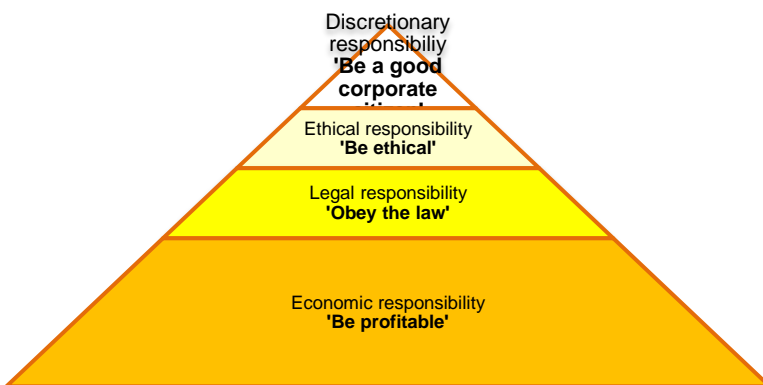 Discretionary
responsibiliy
'Be a good
corporate
Ethical responsibility
'Be ethical'
Legal responsibility
'Obey the law'
Economic responsibility
'Be profitable'